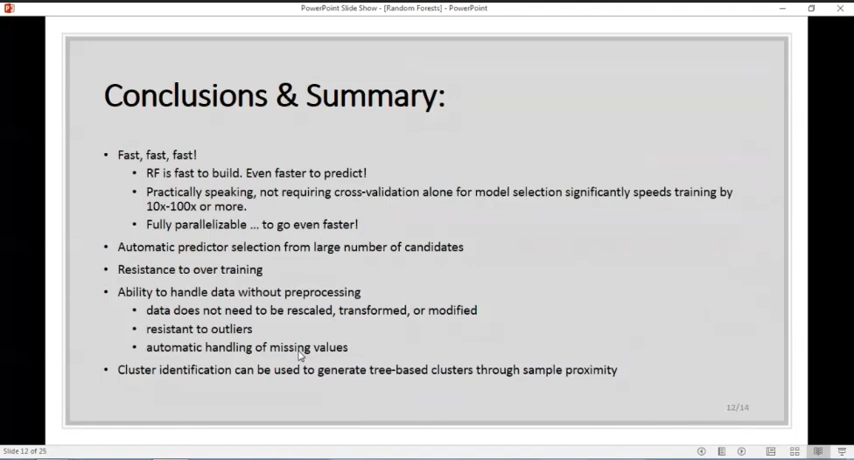 PowerPoint Slide Show - [Random Forests] - PowerPoint
Conclusions & Summary:
• Fast, fast, fast!
• RF is fast to build. Even faster to predict!
• Practically speaking, not requiring cross-validation alone for model selection significantly speeds training by
10x-100x or more.
• Fully parallelizable ... to go even faster!
• Automatic predictor selection from large number of candidates
• Resistance to over training
• Ability to handle data without preprocessing
• data does not need to be rescaled, transformed, or modified
• resistant to outliers
• automatic handling of missing values
• Cluster identification can be used to generate tree-based clusters through sample proximity
12/14
Slide 12 of 25